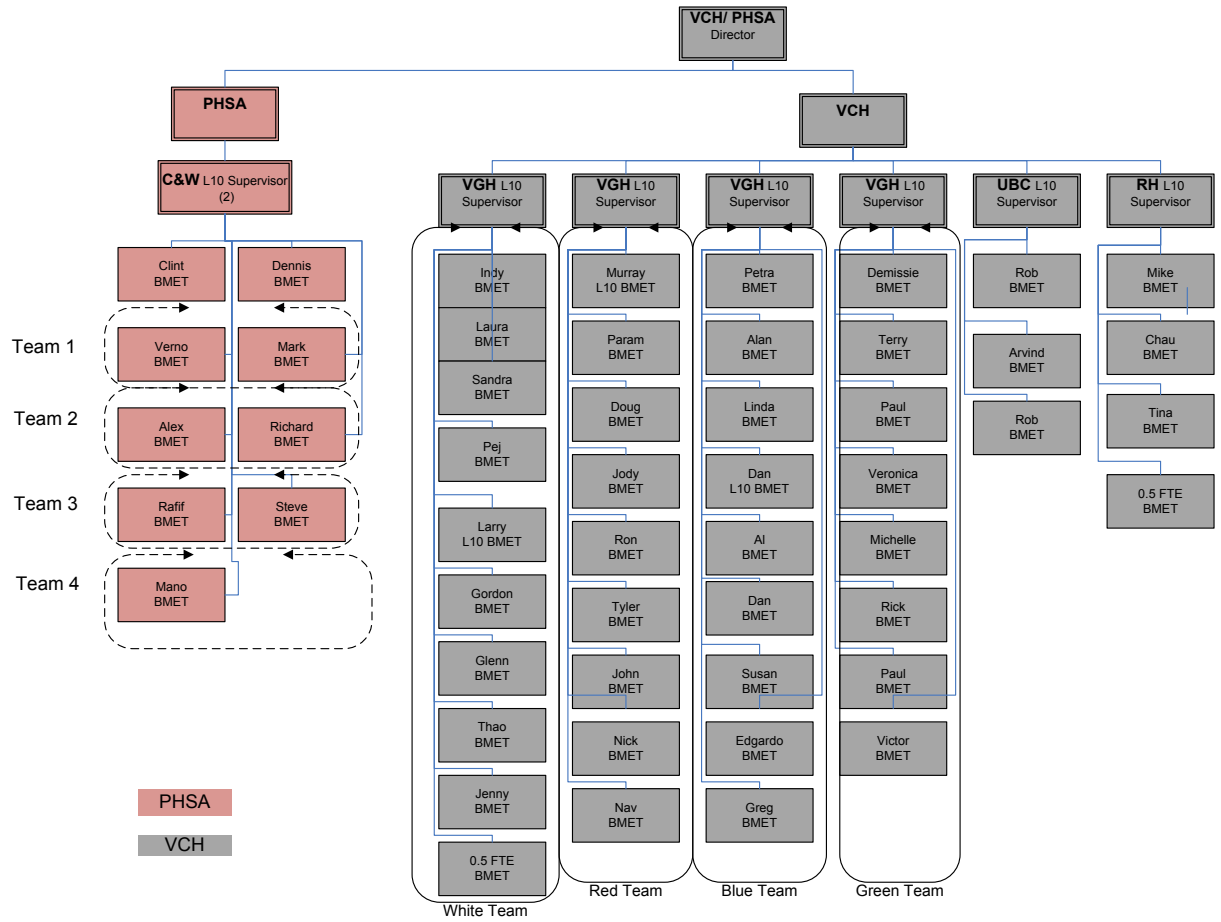 VCH/ PHSA
Director
PHSA
VCH
C&W L10 Supervisor
(2)
VGH L10
Supervisor
VGH L10
Supervisor
VGH L10
Supervisor
VGH L10
Supervisor
UBC L10
Supervisor
RH L10
Supervisor
Clint
BMET
Dennis
BMET
Team 1
Verno
BMET
Mark
BMET
Team 2
Alex
BMET
Richard
BMET
Team 3
Rafif
BMET
Steve
BMET
Team 4
Mano
BMET
Indy
BMET
Laura
BMET
Sandra
BMET
Pej
BMET
Larry
L10 BMET
Gordon
BMET
Glenn
BMET
Thao
BMET
Jenny
BMET
0.5 FTE
BMET
White Team
Murray
L10 BMET
Param
BMET
Doug
BMET
Jody
BMET
Ron
BMET
Tyler
BMET
John
BMET
Nick
BMET
Nav
BMET
Red Team
Petra
BMET
Alan
BMET
Linda
BMET
Dan
L10 BMET
Al
BMET
Dan
BMET
Susan
BMET
Edgardo
BMET
Greg
BMET
Blue Team
Demissie
BMET
Terry
BMET
Paul
BMET
Veronica
BMET
Michelle
BMET
Rick
BMET
Paul
BMET
Victor
BMET
Green Team
Rob
BMET
Arvind
BMET
Rob
BMET
Mike
BMET
Chau
BMET
Tina
BMET
0.5 FTE
BMET
PHSA
VCH